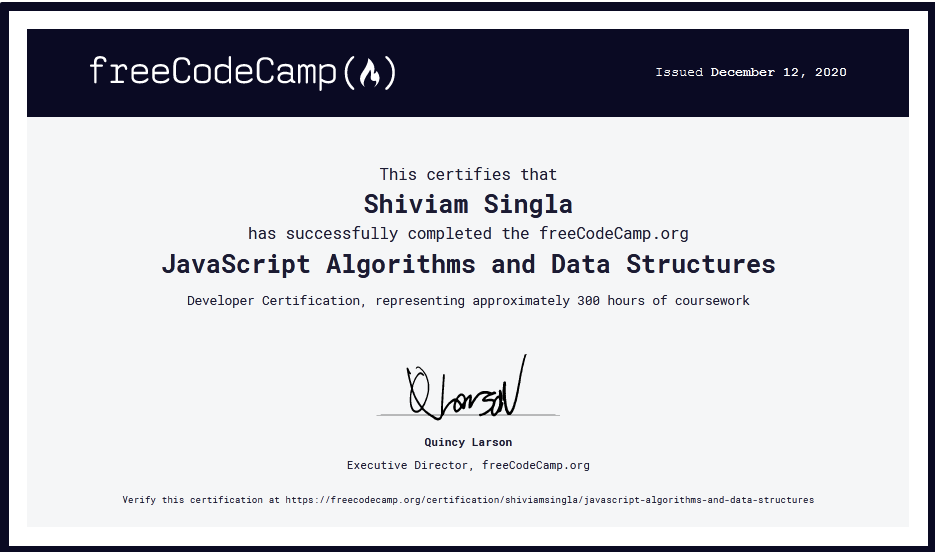 freeCodeCamp(🔥)
Issued December 12, 2020
This certifies that
Shiviam Singla
has successfully completed the freeCodeCamp.org
JavaScript Algorithms and Data Structures
Developer Certification, representing approximately 300 hours of coursework
Q Larson
Quincy Larson
Executive Director, freeCodeCamp.org
Verify this certification at https://freecodecamp.org/certification/shiviamsingla/javascript-algorithms-and-data-structures